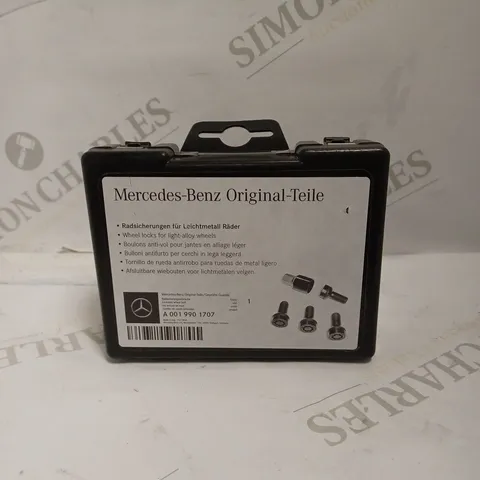 SIMON CHARLES
SIMON CHARLES
SIMON CHARLES
Mercedes-Benz Original-Teile
• Radsicherungen für Leichtmetall Räder
• Wheel locks for light-alloy wheels
• Boulons anti-vol pour jantes en alliage léger
• Bulloni antifurto per cerchi in lega leggera
• Tornillo de rueda antirrobo para ruedas de metal ligero
• Afsluitbare wielbouten voor lichtmetalen velgen
A 001 990 1707